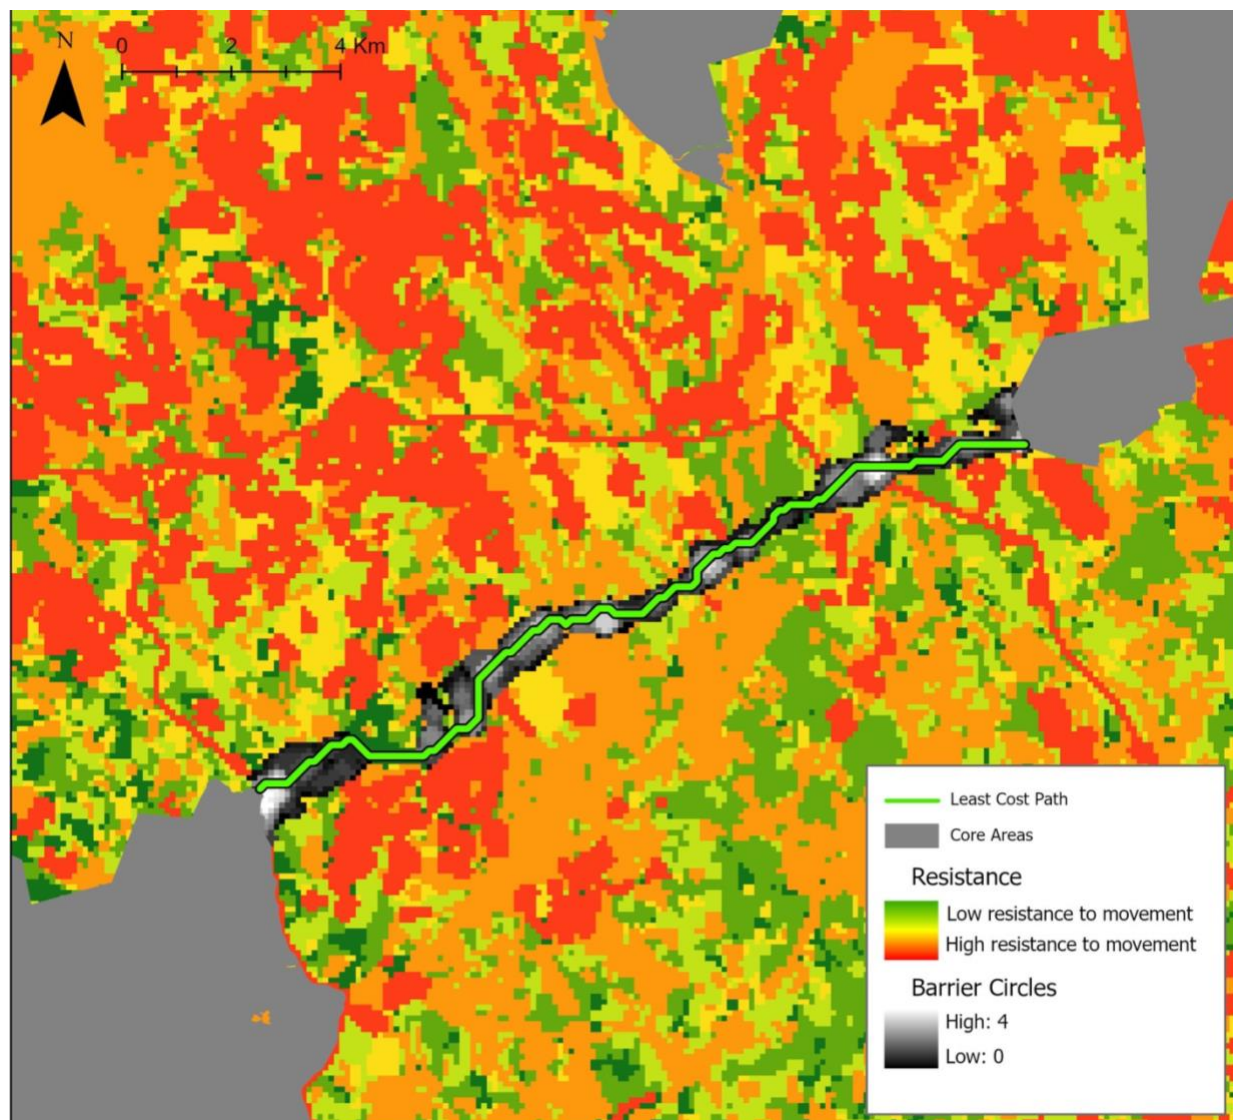 N
0 2 4 Km
Least Cost Path
Core Areas
Resistance
Low resistance to movement
High resistance to movement
Barrier Circles
High: 4
Low: 0